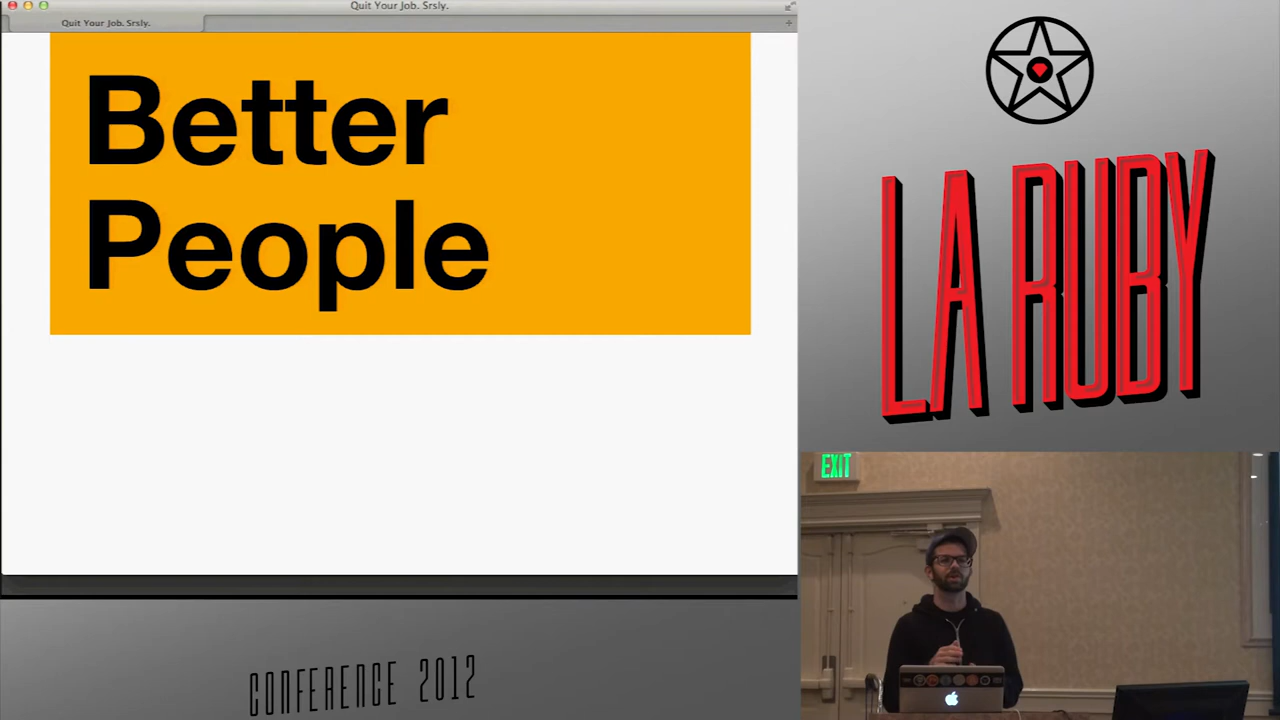 Quit Your Job. Srsly.
Quit Your Job. Srsly.
Better
People
LA RUBY
EXIT
CONFERENCE 2012